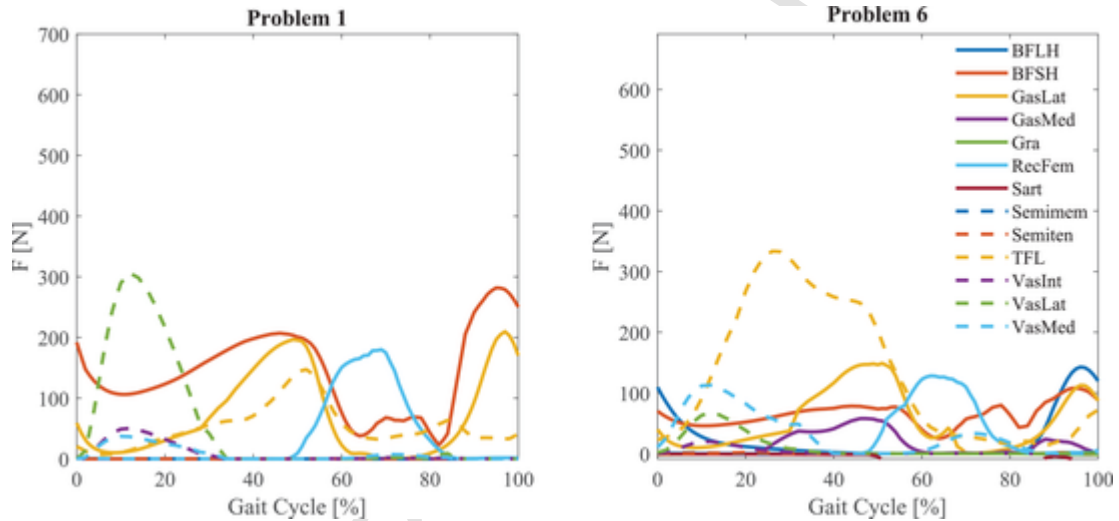 Problem 1
700
600
500
400
300
200
100
0
F [N]
0 20 40 60 80 100
Gait Cycle [%]
Problem 6
600
500
400
300
200
100
0
F [N]
0 20 40 60 80 100
Gait Cycle [%]
BFLH
BFSH
GasLat
GasMed
Gra
RecFem
Sart
Semimem
Semiten
TFL
VasInt
VasLat
VasMed